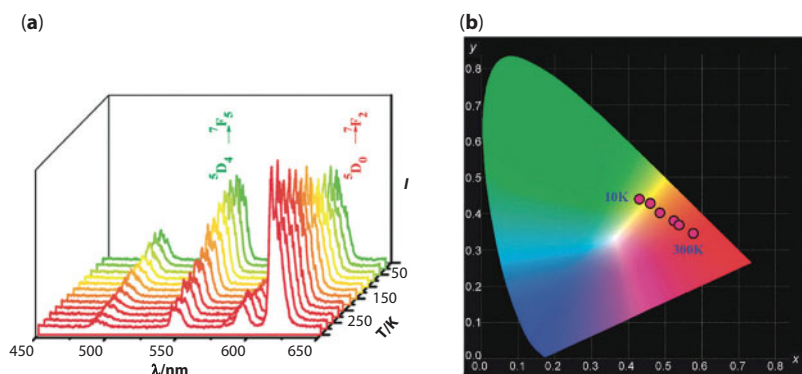 (a)
⁵D₄ → ⁷F₅
⁵D₀ → ⁷F₂
I
50
150
250
T/K
450 500 550 600 650
λ/nm
(b)
y
0.8
0.7
0.6
0.5
0.4
0.3
0.2
0.1
0.0
10K
300K
0.0 0.1 0.2 0.3 0.4 0.5 0.6 0.7 0.8
x